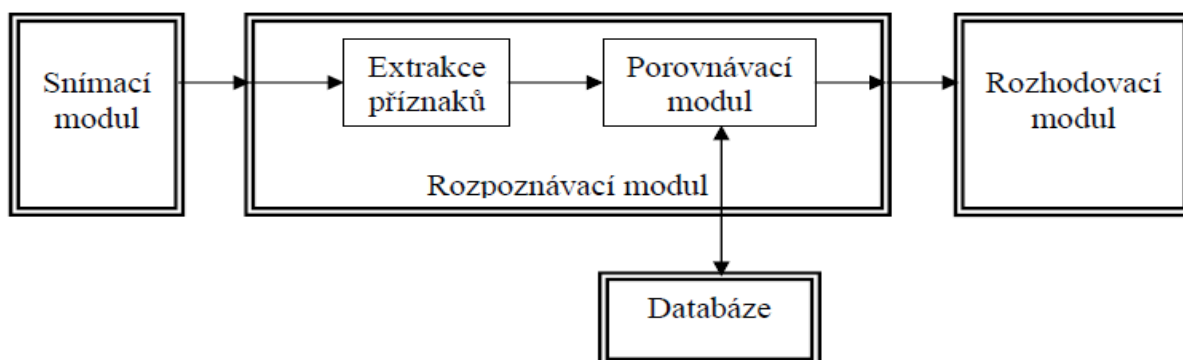 Snímací
modul
Extrakce
příznaků
Porovnávací
modul
Rozpoznávací modul
Rozhodovací
modul
Databáze